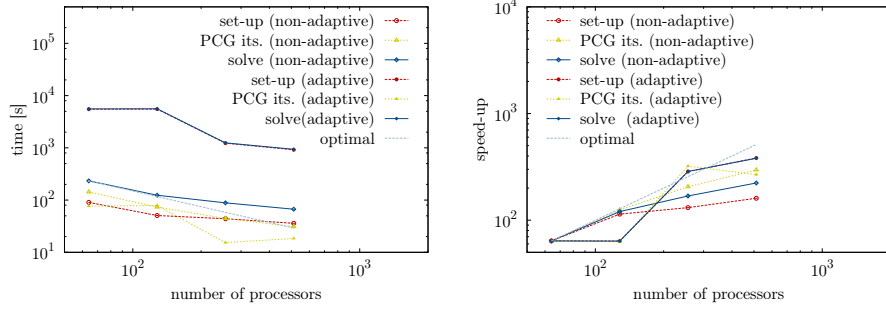 set-up (non-adaptive)
PCG its. (non-adaptive)
solve (non-adaptive)
set-up (adaptive)
PCG its. (adaptive)
solve(adaptive)
optimal
10^5
10^4
10^3
10^2
10^1
time [s]
10^2
10^3
number of processors
set-up (non-adaptive)
PCG its. (non-adaptive)
solve (non-adaptive)
set-up (adaptive)
PCG its. (adaptive)
solve (adaptive)
optimal
10^4
10^3
10^2
speed-up
10^2
10^3
number of processors